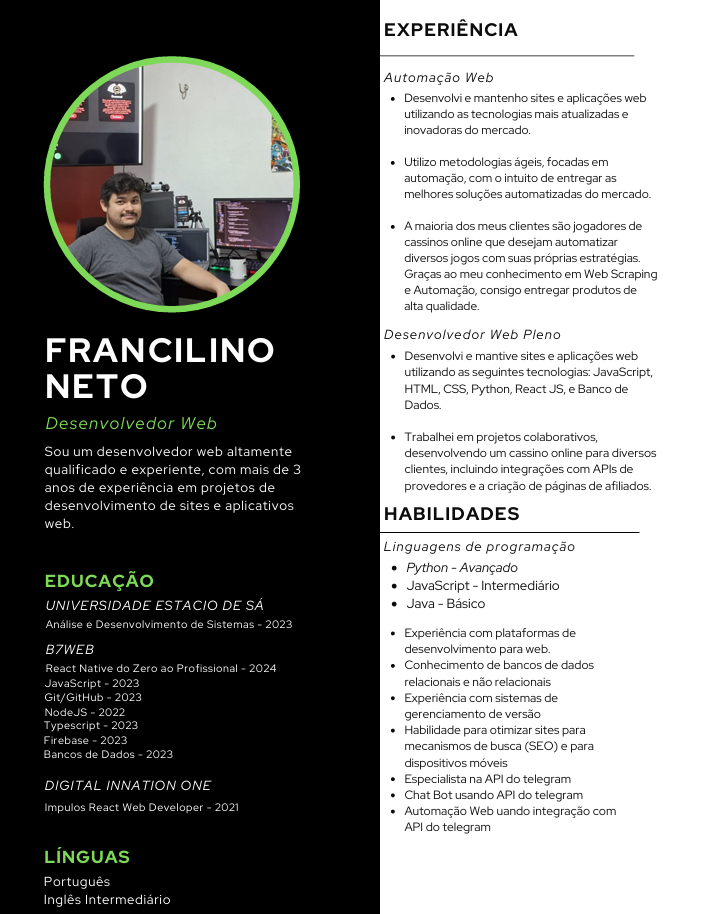 FRANCILINO
NETO
Desenvolvedor Web
Sou um desenvolvedor web altamente
qualificado e experiente, com mais de 3
anos de experiência em projetos de
desenvolvimento de sites e aplicativos
web.
EDUCAÇÃO
UNIVERSIDADE ESTACIO DE SÁ
Análise e Desenvolvimento de Sistemas - 2023
B7WEB
React Native do Zero ao Profissional - 2024
JavaScript - 2023
Git/GitHub - 2023
NodeJS - 2022
Typescript - 2023
Firebase - 2023
Bancos de Dados - 2023
DIGITAL INNATION ONE
Impulos React Web Developer - 2021
LÍNGUAS
Português
Inglês Intermediário
EXPERIÊNCIA
Automação Web
• Desenvolvi e mantenho sites e aplicações web
utilizando as tecnologias mais atualizadas e
inovadoras do mercado.
• Utilizo metodologias ágeis, focadas em
automação, com o intuito de entregar as
melhores soluções automatizadas do mercado.
• A maioria dos meus clientes são jogadores de
cassinos online que desejam automatizar
diversos jogos com suas próprias estratégias.
Graças ao meu conhecimento em Web Scraping
e Automação, consigo entregar produtos de
alta qualidade.
Desenvolvedor Web Pleno
• Desenvolvi e mantive sites e aplicações web
utilizando as seguintes tecnologias: JavaScript,
HTML, CSS, Python, React JS, e Banco de
Dados.
• Trabalhei em projetos colaborativos,
desenvolvendo um cassino online para diversos
clientes, incluindo integrações com APIs de
provedores e a criação de páginas de afiliados.
HABILIDADES
Linguagens de programação
• Python - Avançado
• JavaScript - Intermediário
• Java - Básico
• Experiência com plataformas de
desenvolvimento para web.
• Conhecimento de bancos de dados
relacionais e não relacionais
• Experiência com sistemas de
gerenciamento de versão
• Habilidade para otimizar sites para
mecanismos de busca (SEO) e para
dispositivos móveis
• Especialista na API do telegram
• Chat Bot usando API do telegram
• Automação Web uando integração com
API do telegram